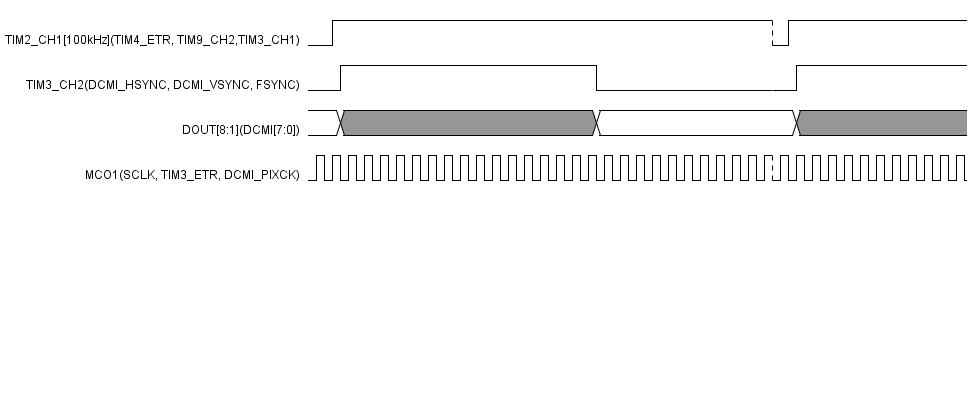 TIM2_CH1[100kHz](TIM4_ETR, TIM9_CH2,TIM3_CH1)
TIM3_CH2(DCMI_HSYNC, DCMI_VSYNC, FSYNC)
DOUT[8:1](DCMI[7:0])
MCO1(SCLK, TIM3_ETR, DCMI_PIXCK)